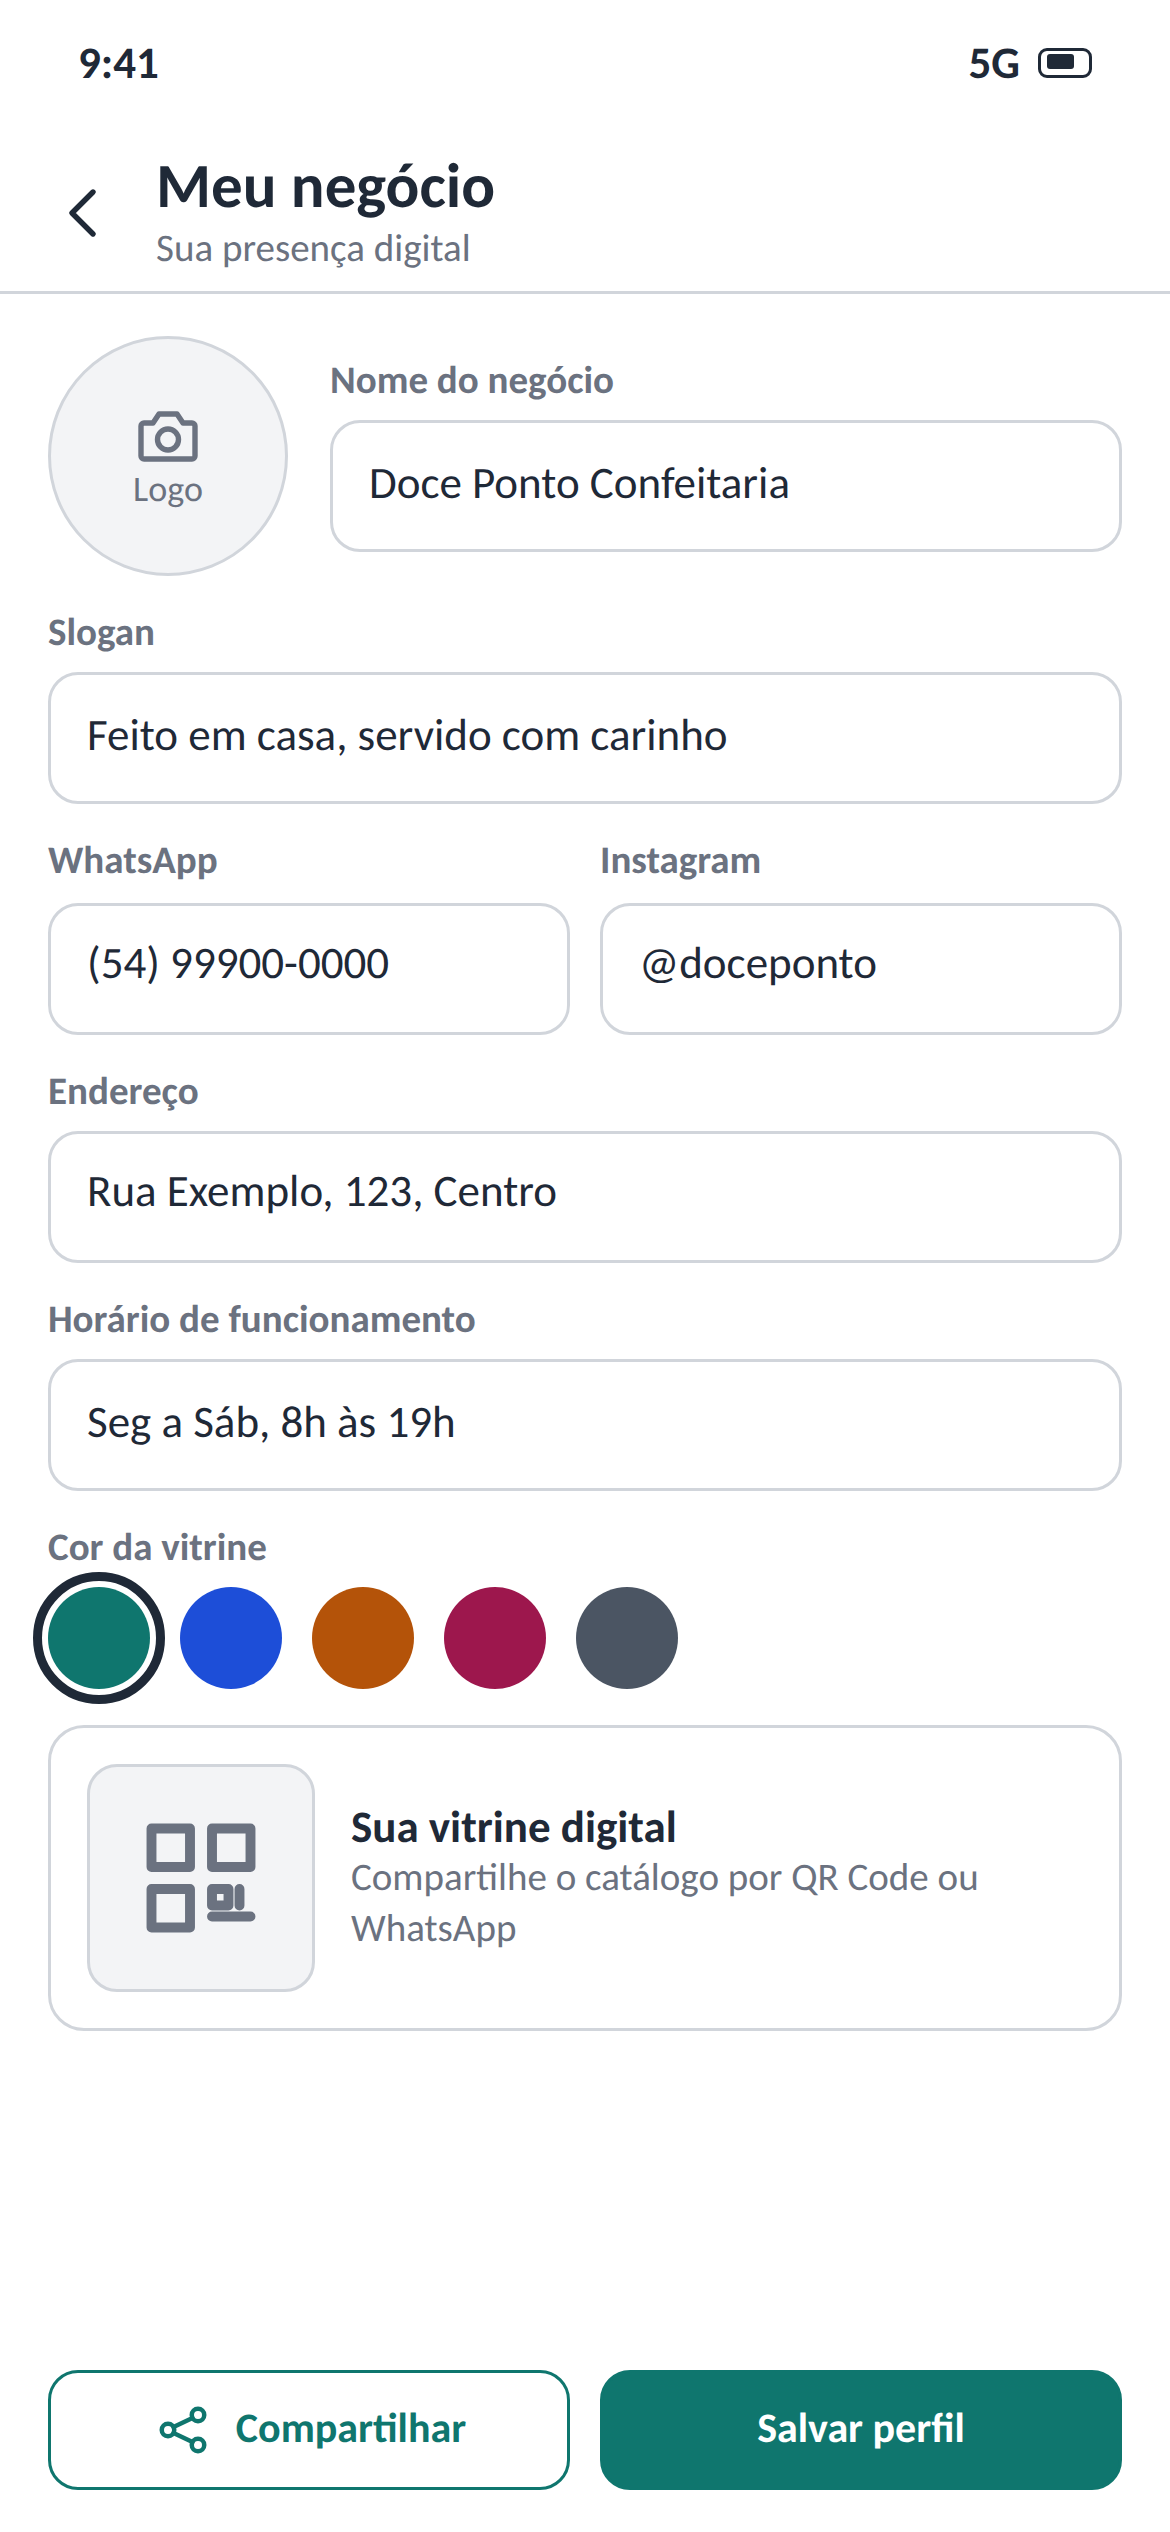 9:41
5G
Meu negócio
Sua presença digital
Logo
Nome do negócio
Doce Ponto Confeitaria
Slogan
Feito em casa, servido com carinho
WhatsApp
Instagram
(54) 99900-0000
@doceponto
Endereço
Rua Exemplo, 123, Centro
Horário de funcionamento
Seg a Sáb, 8h às 19h
Cor da vitrine
Sua vitrine digital
Compartilhe o catálogo por QR Code ou
WhatsApp
Compartilhar
Salvar perfil